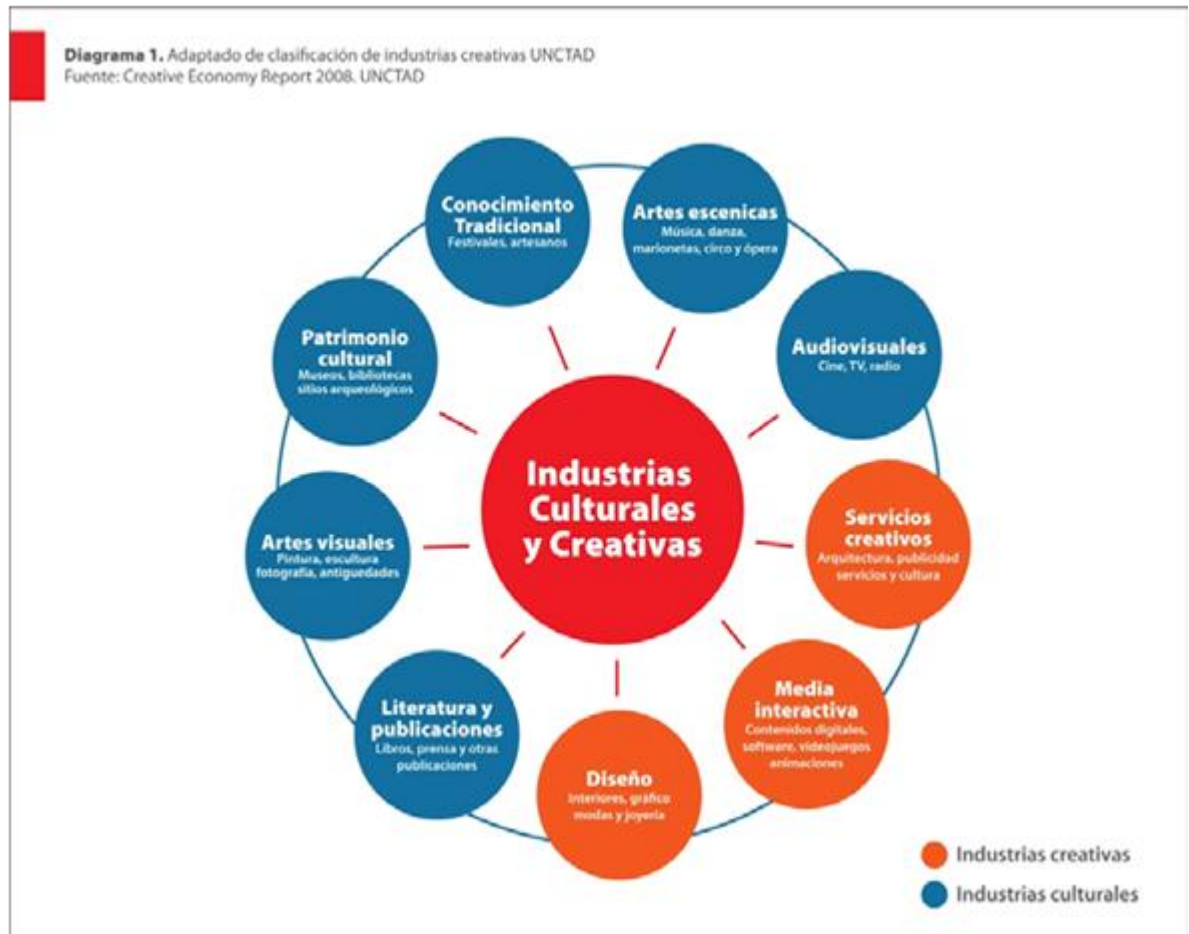 Diagrama 1. Adaptado de clasificación de industrias creativas UNCTAD
Fuente: Creative Economy Report 2008. UNCTAD
Conocimiento
Tradicional
Festivales, artesanos
Artes escenicas
Música, danza,
marionetas, circo y ópera
Patrimonio
cultural
Museos, bibliotecas
sitios arqueológicos
Audiovisuales
Cine, TV, radio
Industrias
Culturales
y Creativas
Artes visuales
Pintura, escultura
fotografía, antiguedades
Servicios
creativos
Arquitectura, publicidad
servicios y cultura
Literatura y
publicaciones
Libros, prensa y otras
publicaciones
Media
interactiva
Contenidos digitales,
software, videojuegos
animaciones
Diseño
Interiores, gráfico
modas y joyería
Industrias creativas
Industrias culturales